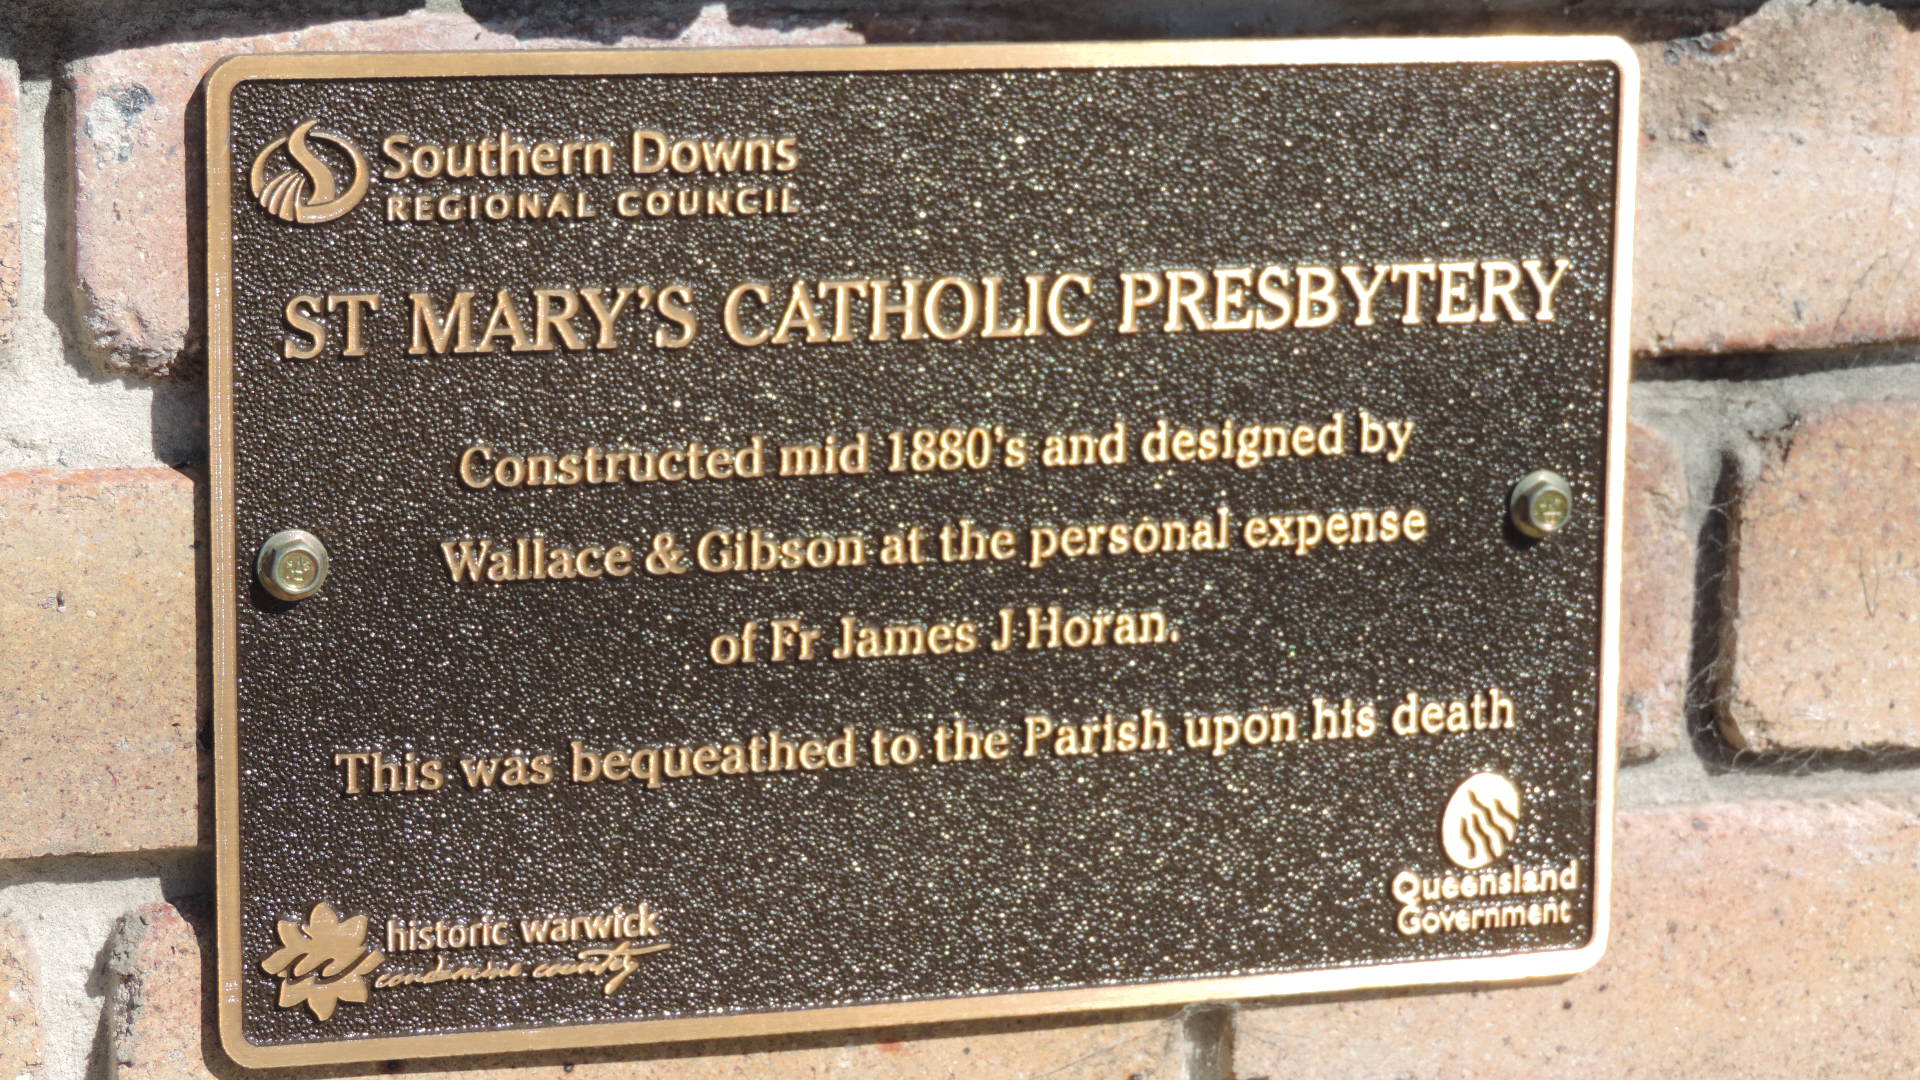 Southern Downs
REGIONAL COUNCIL
ST MARY'S CATHOLIC PRESBYTERY
Constructed mid 1880's and designed by
Wallace & Gibson at the personal expense
of Fr James J Horan.
This was bequeathed to the Parish upon his death
Queensland
Government
historic warwick
condamine country